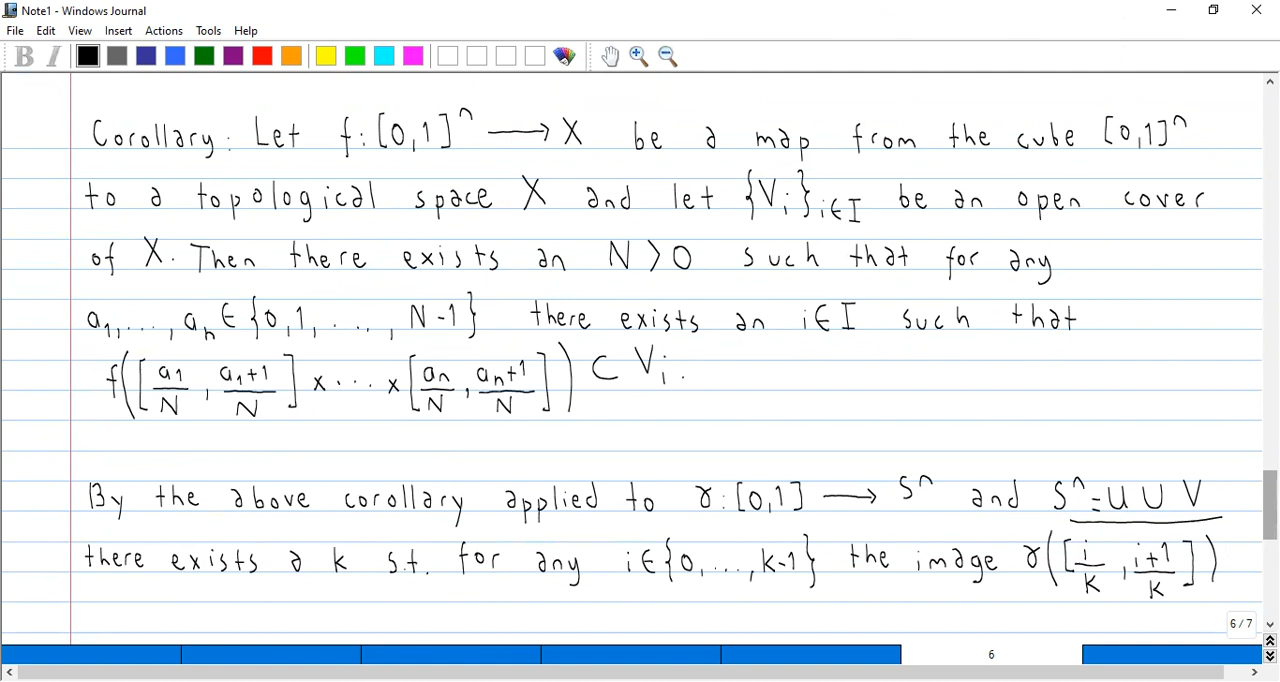 Note1 - Windows Journal
File Edit View Insert Actions Tools Help
B I
Corollary: Let f:[0,1]^n ⟶ X be a map from the cube [0,1]^n
to a topological space X and let {V_i}_{i∈I} be an open cover
of X. Then there exists an N>0 such that for any
a_1,..., a_n ∈ {0,1,...., N-1} there exists an i∈I such that
f([a_1/N, (a_1+1)/N] × ··· × [a_n/N, (a_n+1)/N]) ⊂ V_i.
By the above corollary applied to γ:[0,1] ⟶ S^n and S^n=U∪V
there exists a k s.t. for any i∈{0,...,k-1} the image γ([i/k, (i+1)/k])
6 / 7
6